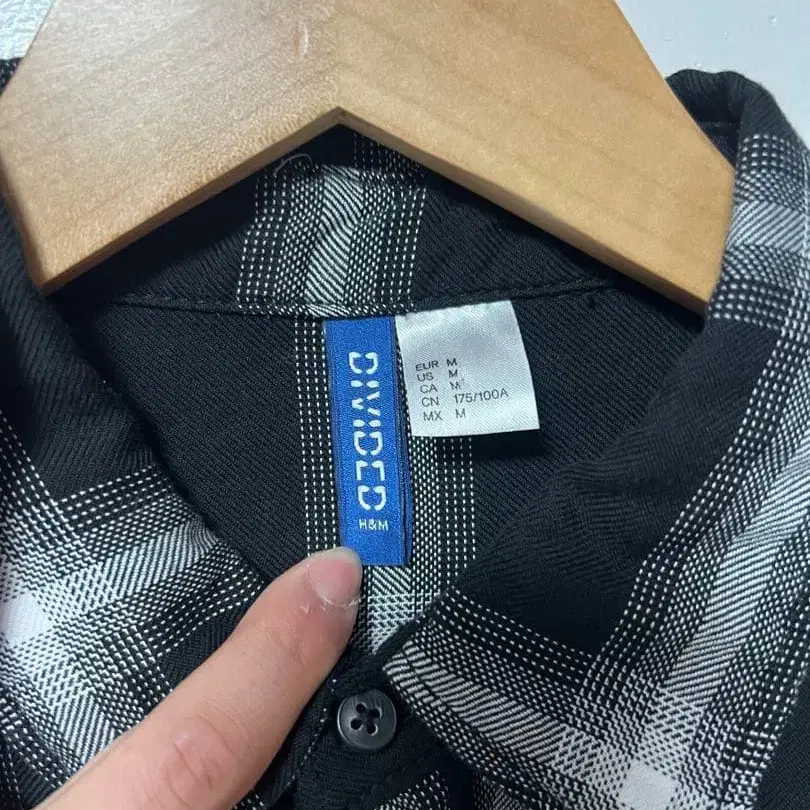 DIVIDED
H&M
EUR M
US M
CA M
CN 175/100A
MX M